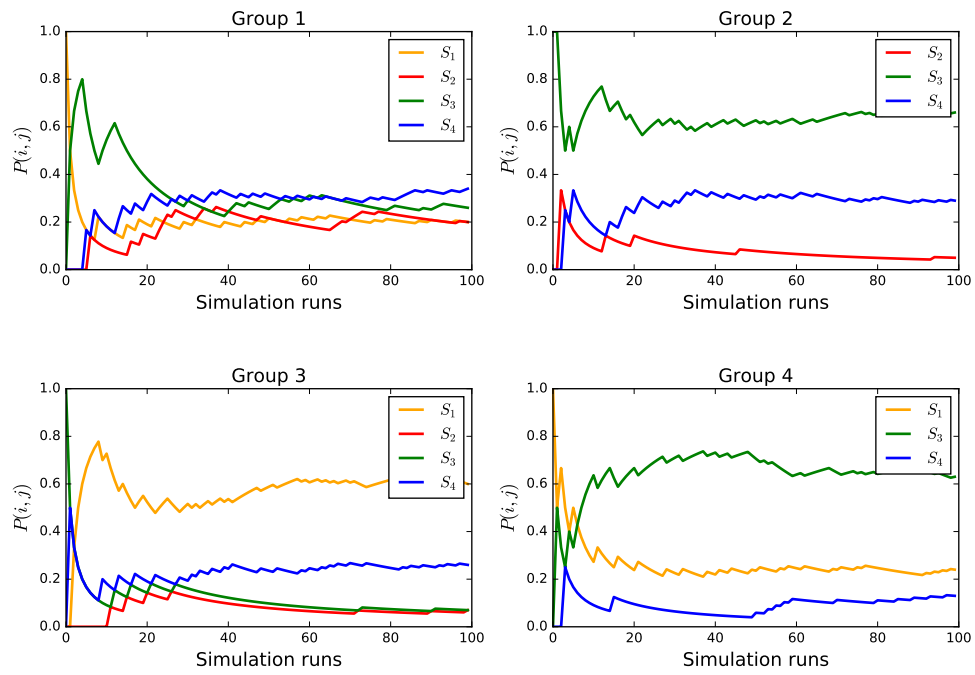 Group 1
1.0
0.8
0.6
0.4
0.2
0.0
P(i, j)
S₁
S₂
S₃
S₄
0 20 40 60 80 100
Simulation runs
Group 2
1.0
0.8
0.6
0.4
0.2
0.0
P(i, j)
S₂
S₃
S₄
0 20 40 60 80 100
Simulation runs
Group 3
1.0
0.8
0.6
0.4
0.2
0.0
P(i, j)
S₁
S₂
S₃
S₄
0 20 40 60 80 100
Simulation runs
Group 4
1.0
0.8
0.6
0.4
0.2
0.0
P(i, j)
S₁
S₃
S₄
0 20 40 60 80 100
Simulation runs